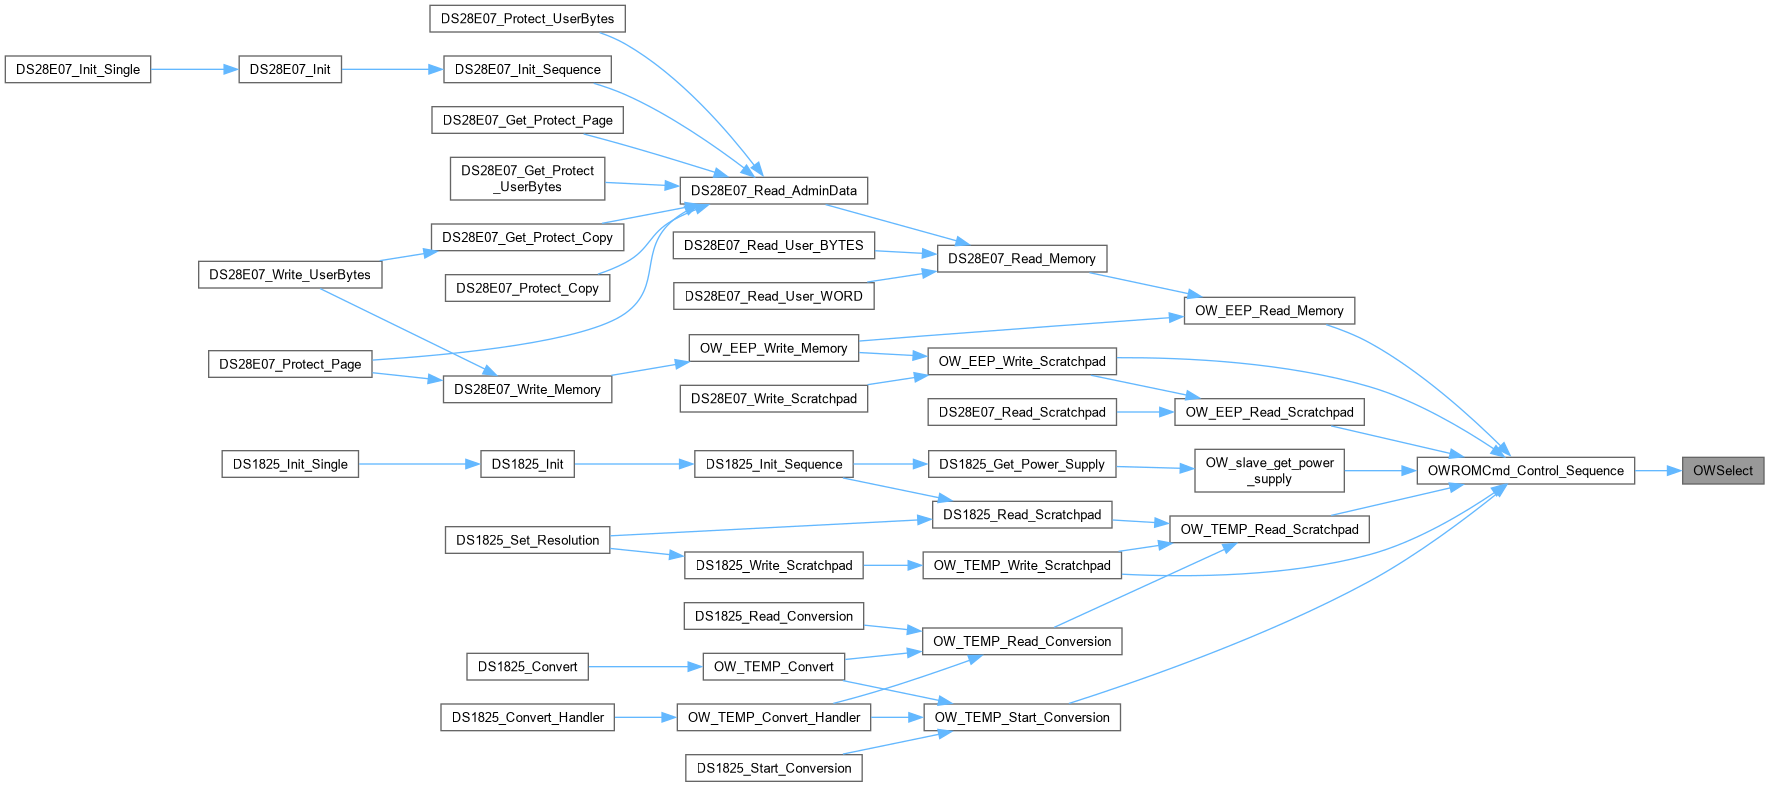 DS28E07_Protect_UserBytes
DS28E07_Init_Single
DS28E07_Init
DS28E07_Init_Sequence
DS28E07_Get_Protect_Page
DS28E07_Get_Protect
_UserBytes
DS28E07_Read_AdminData
DS28E07_Get_Protect_Copy
DS28E07_Read_User_BYTES
DS28E07_Read_Memory
DS28E07_Write_UserBytes
DS28E07_Protect_Copy
DS28E07_Read_User_WORD
OW_EEP_Read_Memory
OW_EEP_Write_Memory
DS28E07_Protect_Page
OW_EEP_Write_Scratchpad
DS28E07_Write_Memory
DS28E07_Write_Scratchpad
DS28E07_Read_Scratchpad
OW_EEP_Read_Scratchpad
DS1825_Init_Single
DS1825_Init
DS1825_Init_Sequence
DS1825_Get_Power_Supply
OW_slave_get_power
_supply
OWROMCmd_Control_Sequence
OWSelect
DS1825_Read_Scratchpad
OW_TEMP_Read_Scratchpad
DS1825_Set_Resolution
DS1825_Write_Scratchpad
OW_TEMP_Write_Scratchpad
DS1825_Read_Conversion
OW_TEMP_Read_Conversion
DS1825_Convert
OW_TEMP_Convert
DS1825_Convert_Handler
OW_TEMP_Convert_Handler
OW_TEMP_Start_Conversion
DS1825_Start_Conversion